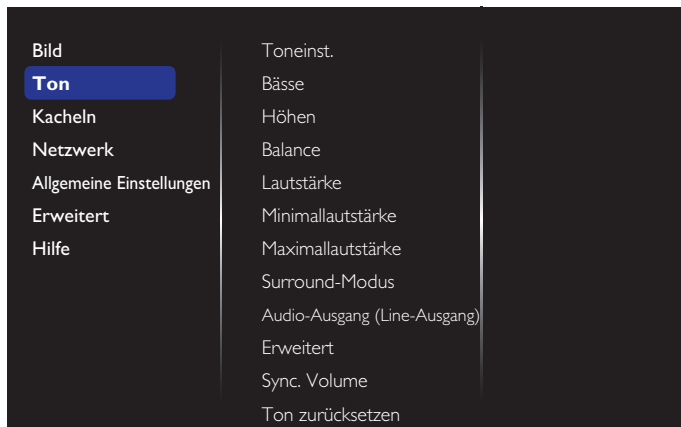 Bild
Ton
Kacheln
Netzwerk
Allgemeine Einstellungen
Erweitert
Hilfe
Toneinst.
Bässe
Höhen
Balance
Lautstärke
Minimallautstärke
Maximallautstärke
Surround-Modus
Audio-Ausgang (Line-Ausgang)
Erweitert
Sync. Volume
Ton zurücksetzen